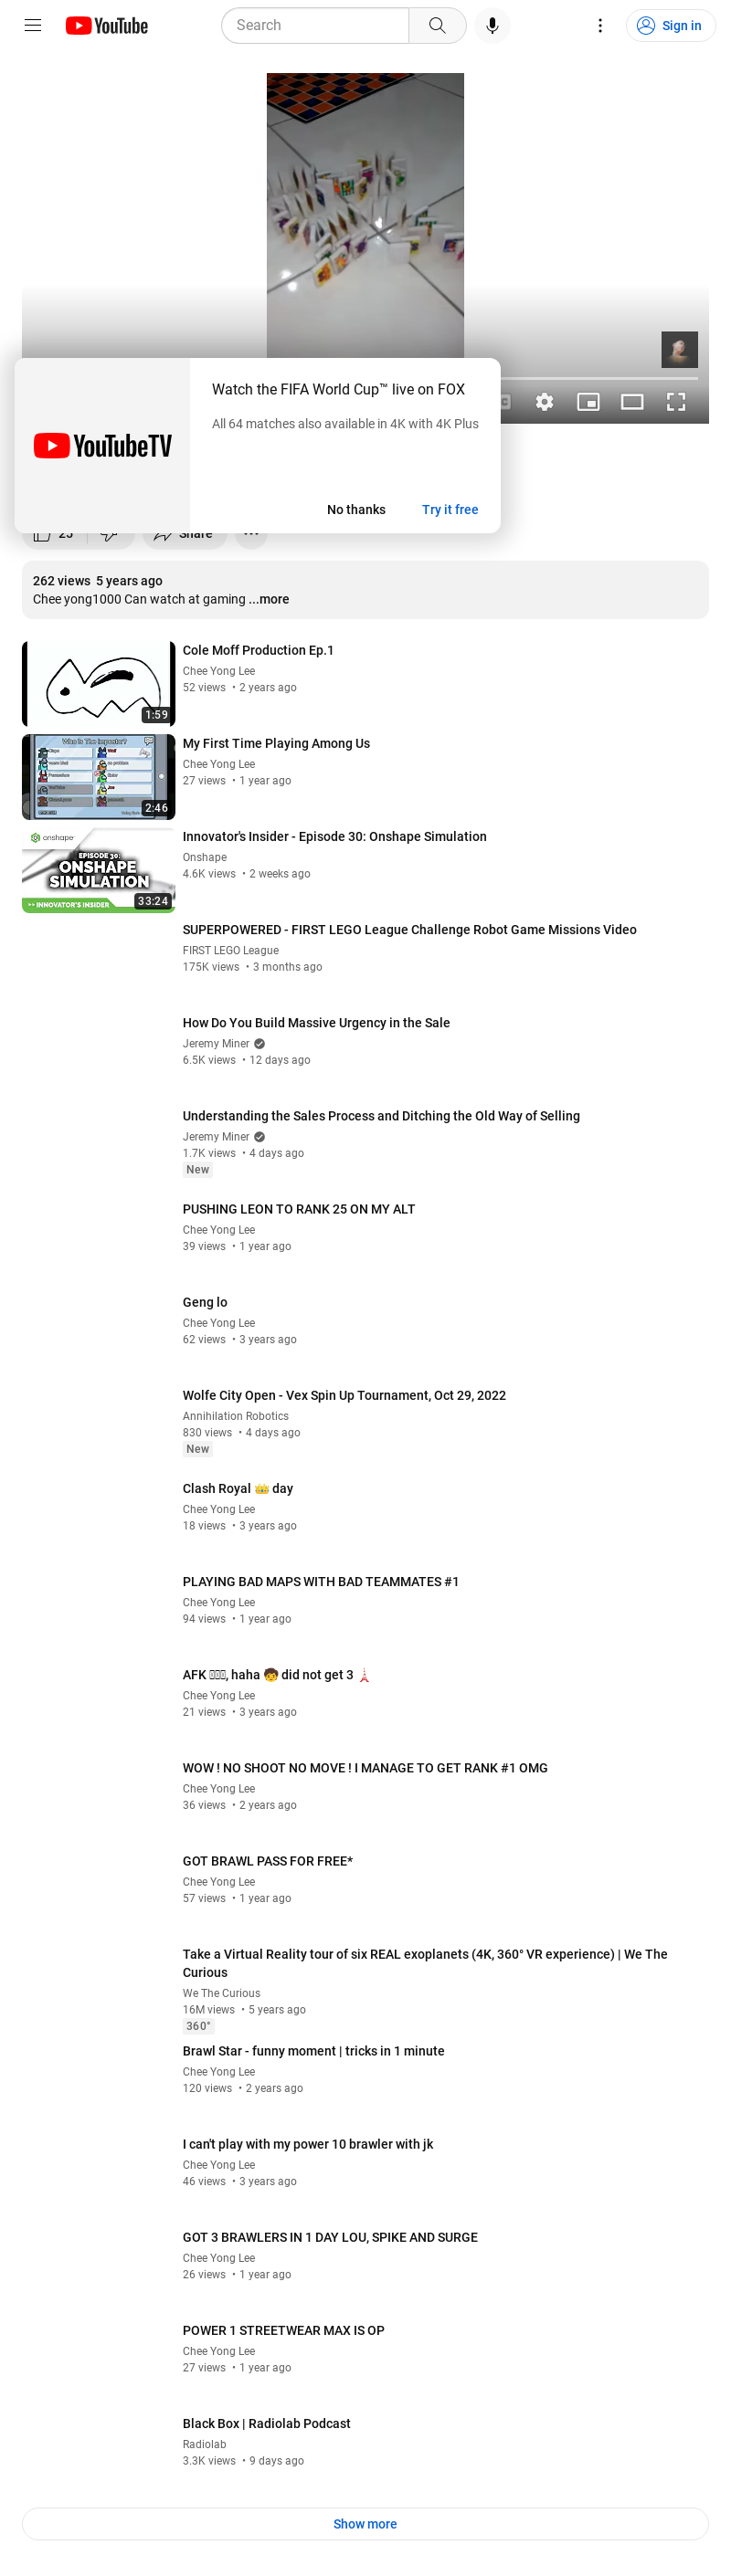 YouTube
Search
Sign in
Watch the FIFA World Cup™ live on FOX
All 64 matches also available in 4K with 4K Plus
YouTubeTV
No thanks
Try it free
25
Share
262 views 5 years ago
Chee yong1000 Can watch at gaming ...more
Cole Moff Production Ep.1
Chee Yong Lee
52 views • 2 years ago
1:59
My First Time Playing Among Us
Chee Yong Lee
27 views • 1 year ago
Who Is The Impostor?
2:46
Innovator's Insider - Episode 30: Onshape Simulation
Onshape
4.6K views • 2 weeks ago
onshape
EPISODE 30:
ONSHAPE
SIMULATION
33:24
INNOVATOR'S INSIDER
SUPERPOWERED - FIRST LEGO League Challenge Robot Game Missions Video
FIRST LEGO League
175K views • 3 months ago
How Do You Build Massive Urgency in the Sale
Jeremy Miner
6.5K views • 12 days ago
Understanding the Sales Process and Ditching the Old Way of Selling
Jeremy Miner
1.7K views • 4 days ago
New
PUSHING LEON TO RANK 25 ON MY ALT
Chee Yong Lee
39 views • 1 year ago
Geng lo
Chee Yong Lee
62 views • 3 years ago
Wolfe City Open - Vex Spin Up Tournament, Oct 29, 2022
Annihilation Robotics
830 views • 4 days ago
New
Clash Royal 👑 day
Chee Yong Lee
18 views • 3 years ago
PLAYING BAD MAPS WITH BAD TEAMMATES #1
Chee Yong Lee
94 views • 1 year ago
AFK , haha 🧒 did not get 3 🗼
Chee Yong Lee
21 views • 3 years ago
WOW ! NO SHOOT NO MOVE ! I MANAGE TO GET RANK #1 OMG
Chee Yong Lee
36 views • 2 years ago
GOT BRAWL PASS FOR FREE*
Chee Yong Lee
57 views • 1 year ago
Take a Virtual Reality tour of six REAL exoplanets (4K, 360° VR experience) | We The
Curious
We The Curious
16M views • 5 years ago
360°
Brawl Star - funny moment | tricks in 1 minute
Chee Yong Lee
120 views • 2 years ago
I can't play with my power 10 brawler with jk
Chee Yong Lee
46 views • 3 years ago
GOT 3 BRAWLERS IN 1 DAY LOU, SPIKE AND SURGE
Chee Yong Lee
26 views • 1 year ago
POWER 1 STREETWEAR MAX IS OP
Chee Yong Lee
27 views • 1 year ago
Black Box | Radiolab Podcast
Radiolab
3.3K views • 9 days ago
Show more